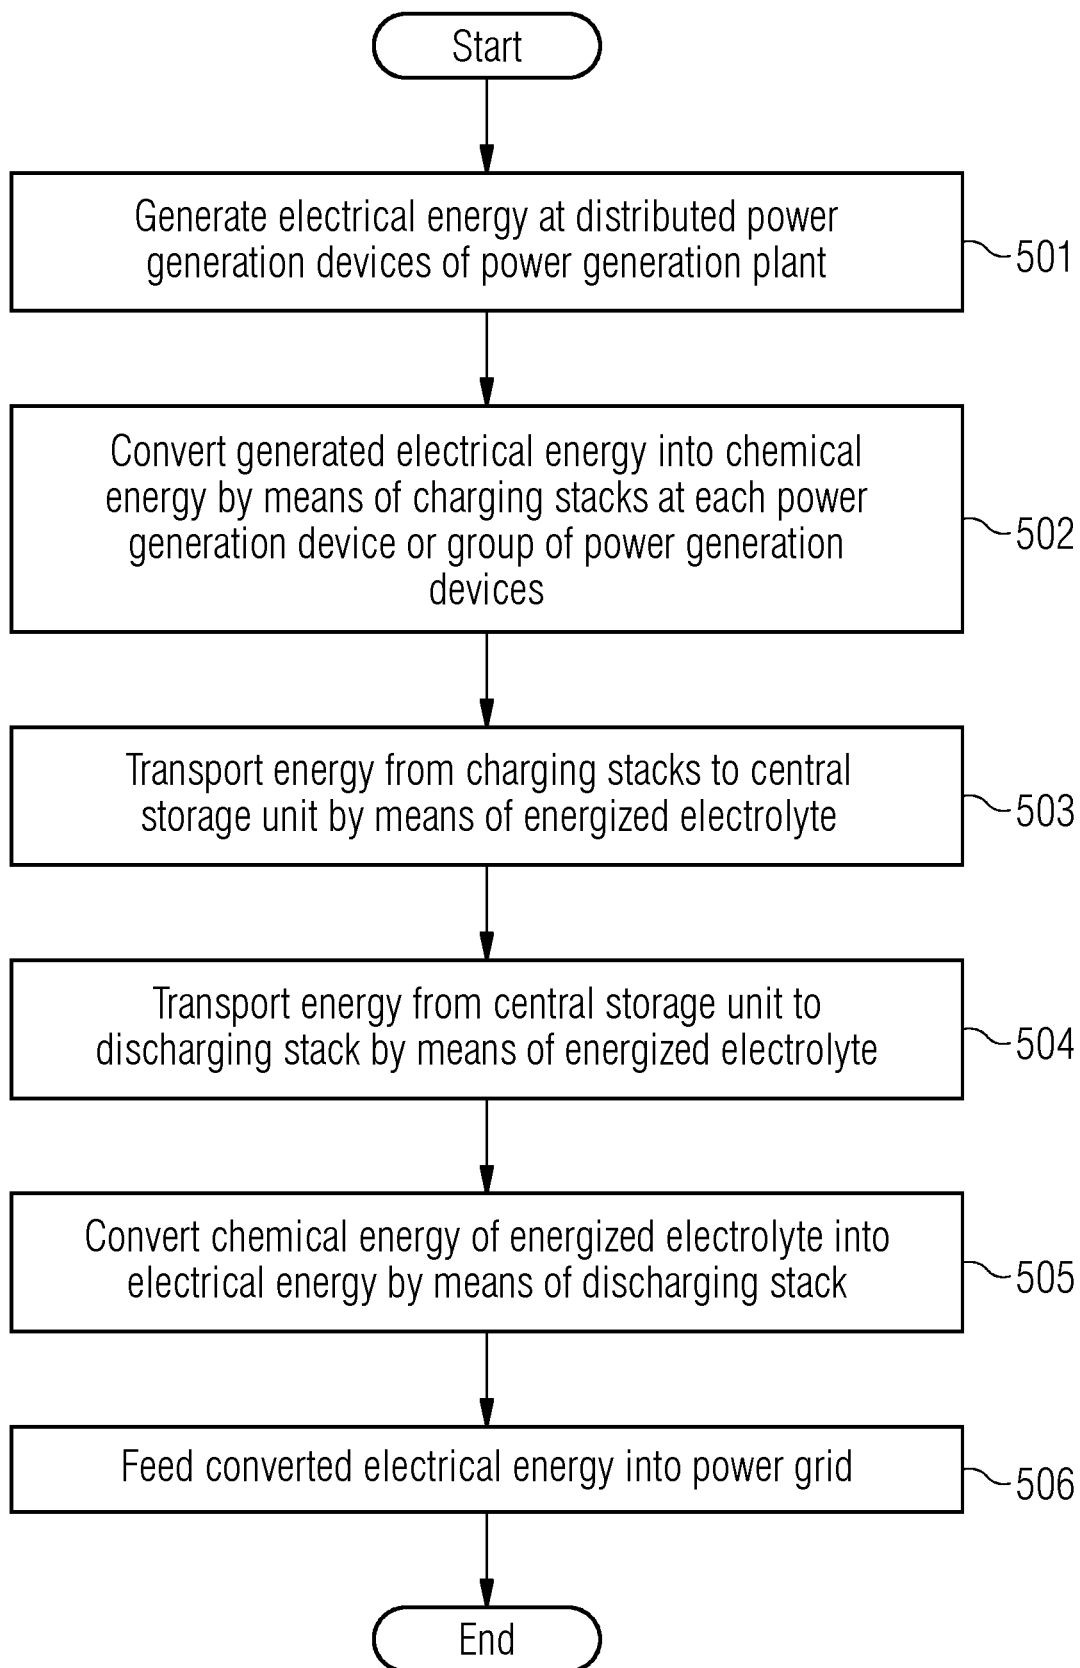 Start
Generate electrical energy at distributed power
generation devices of power generation plant
501
Convert generated electrical energy into chemical
energy by means of charging stacks at each power
generation device or group of power generation
devices
502
Transport energy from charging stacks to central
storage unit by means of energized electrolyte
503
Transport energy from central storage unit to
discharging stack by means of energized electrolyte
504
Convert chemical energy of energized electrolyte into
electrical energy by means of discharging stack
505
Feed converted electrical energy into power grid
506
End